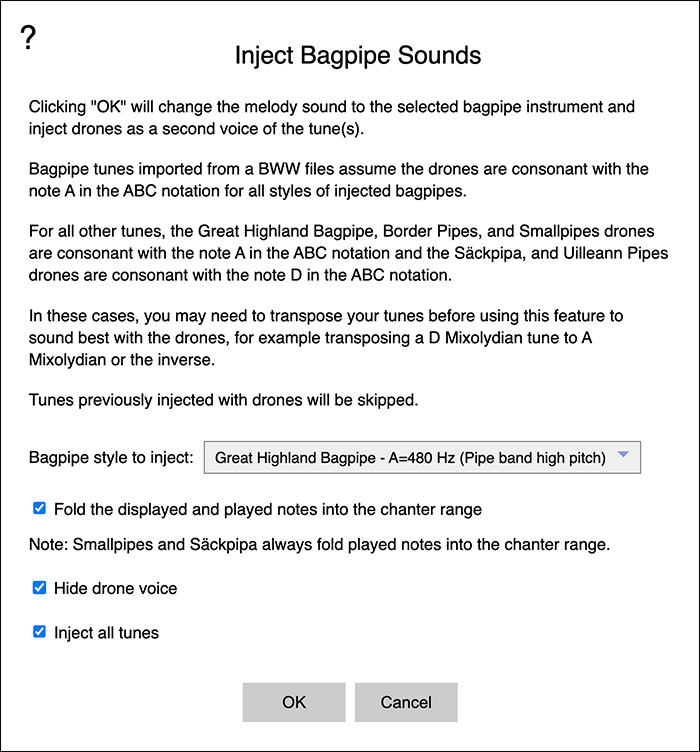 ?
Inject Bagpipe Sounds
Clicking "OK" will change the melody sound to the selected bagpipe instrument and
inject drones as a second voice of the tune(s).
Bagpipe tunes imported from a BWW files assume the drones are consonant with the
note A in the ABC notation for all styles of injected bagpipes.
For all other tunes, the Great Highland Bagpipe, Border Pipes, and Smallpipes drones
are consonant with the note A in the ABC notation and the Säckpipa, and Uilleann Pipes
drones are consonant with the note D in the ABC notation.
In these cases, you may need to transpose your tunes before using this feature to
sound best with the drones, for example transposing a D Mixolydian tune to A
Mixolydian or the inverse.
Tunes previously injected with drones will be skipped.
Bagpipe style to inject: Great Highland Bagpipe - A=480 Hz (Pipe band high pitch)
Fold the displayed and played notes into the chanter range
Note: Smallpipes and Säckpipa always fold played notes into the chanter range.
Hide drone voice
Inject all tunes
OK Cancel